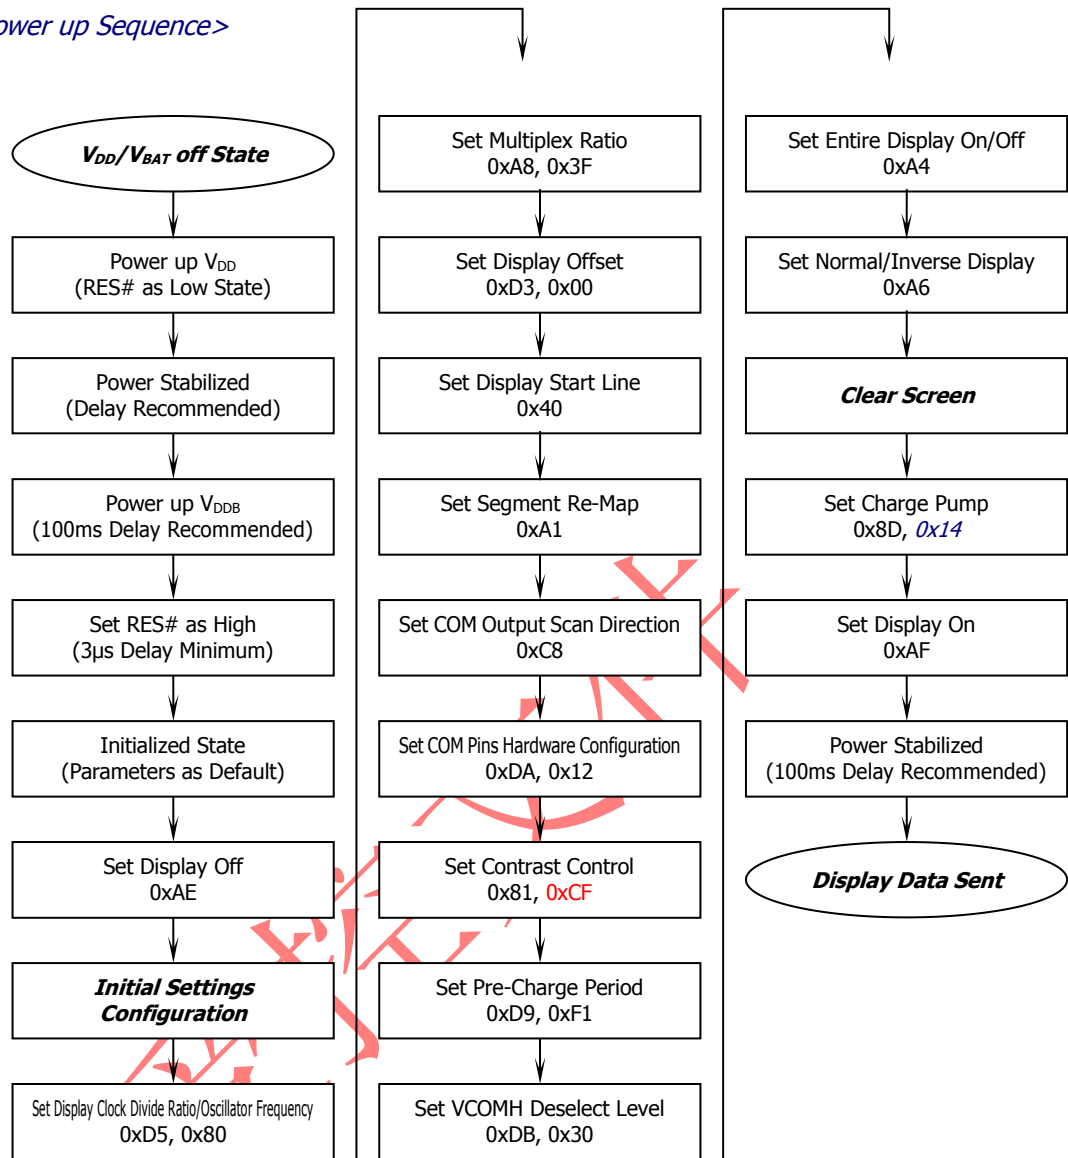 ower up Sequence>
VDD/VBAT off State
Power up VDD
(RES# as Low State)
Power Stabilized
(Delay Recommended)
Power up VDDB
(100ms Delay Recommended)
Set RES# as High
(3µs Delay Minimum)
Initialized State
(Parameters as Default)
Set Display Off
0xAE
Initial Settings
Configuration
Set Display Clock Divide Ratio/Oscillator Frequency
0xD5, 0x80
Set Multiplex Ratio
0xA8, 0x3F
Set Display Offset
0xD3, 0x00
Set Display Start Line
0x40
Set Segment Re-Map
0xA1
Set COM Output Scan Direction
0xC8
Set COM Pins Hardware Configuration
0xDA, 0x12
Set Contrast Control
0x81, 0xCF
Set Pre-Charge Period
0xD9, 0xF1
Set VCOMH Deselect Level
0xDB, 0x30
Set Entire Display On/Off
0xA4
Set Normal/Inverse Display
0xA6
Clear Screen
Set Charge Pump
0x8D, 0x14
Set Display On
0xAF
Power Stabilized
(100ms Delay Recommended)
Display Data Sent